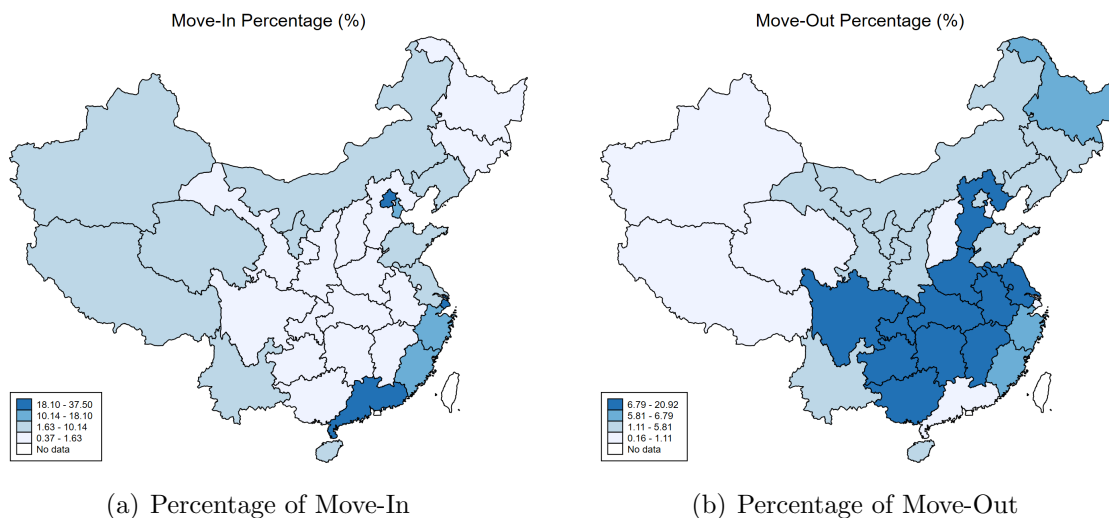 Move-In Percentage (%)
18.10 - 37.50
10.14 - 18.10
1.63 - 10.14
0.37 - 1.63
No data
(a) Percentage of Move-In
Move-Out Percentage (%)
6.79 - 20.92
5.81 - 6.79
1.11 - 5.81
0.16 - 1.11
No data
(b) Percentage of Move-Out